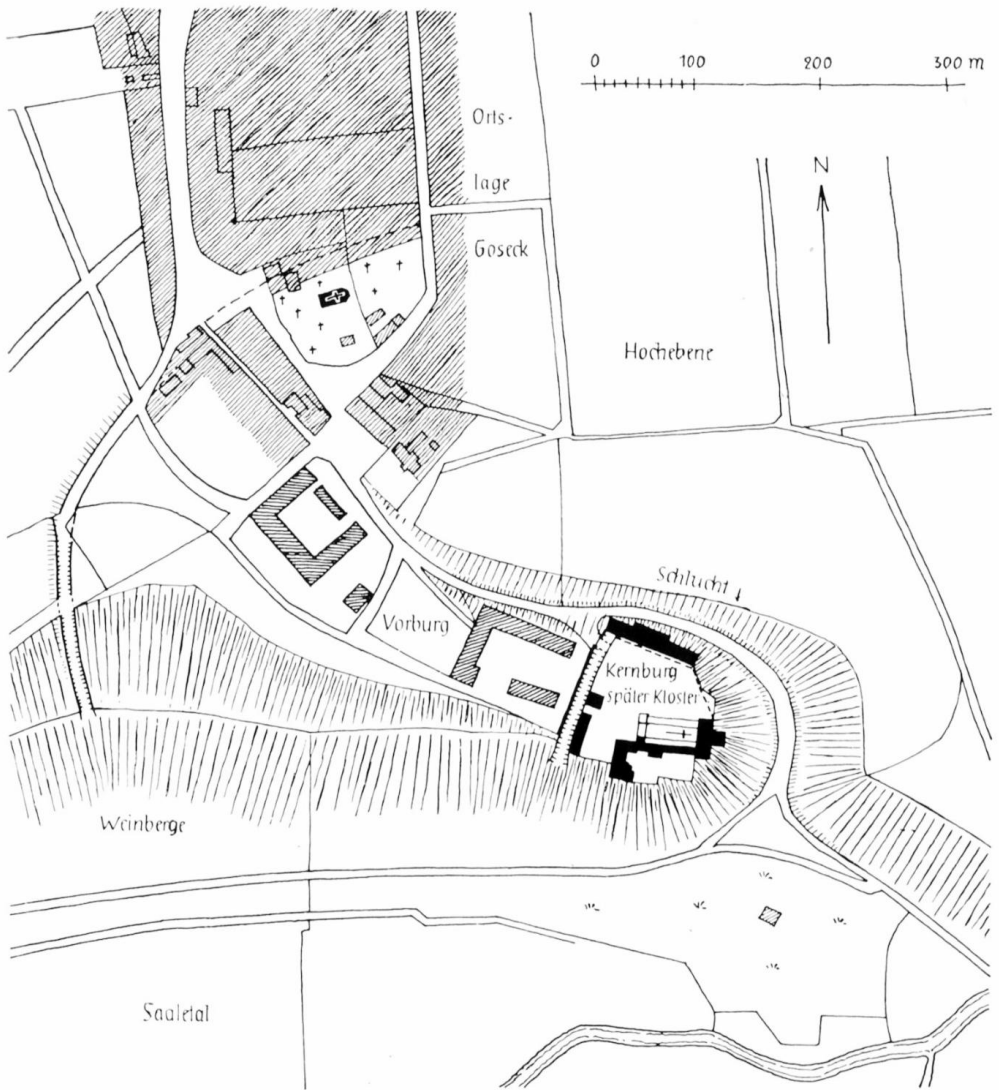 0 100 200 300 m
Orts-
lage
Goseck
N
Hochebene
Schlucht
Vorburg
Kernburg
später Kloster
Weinberge
Saaletal